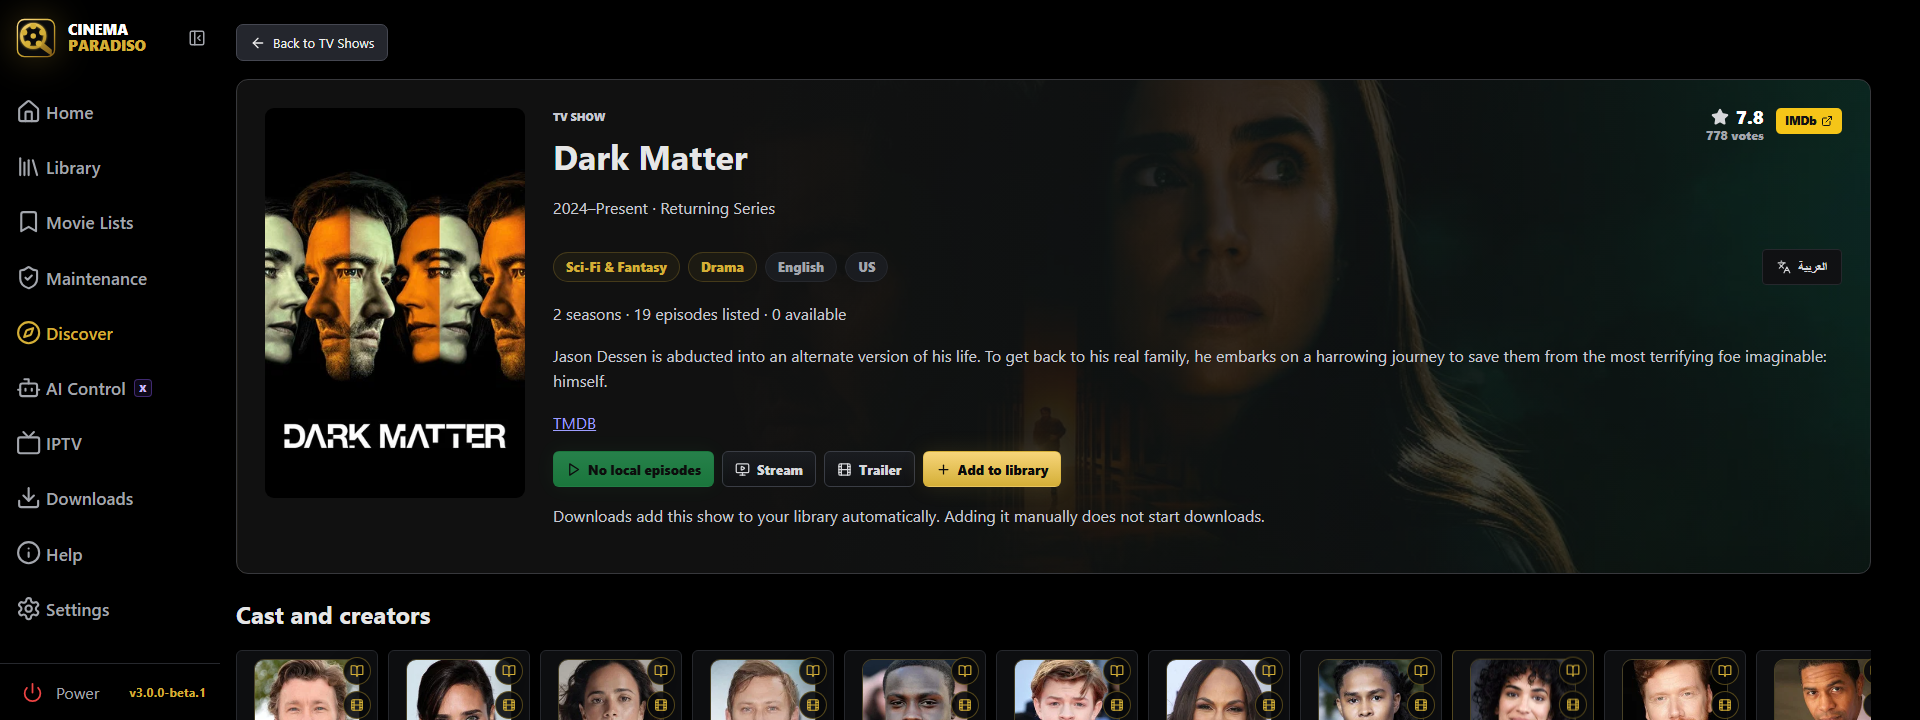 CINEMA
PARADISO
Home
Library
Movie Lists
Maintenance
Discover
AI Control x
IPTV
Downloads
Help
Settings
Power v3.0.0-beta.1
Back to TV Shows
DARK MATTER
TV SHOW
7.8
778 votes
IMDb
Dark Matter
2024–Present · Returning Series
Sci-Fi & Fantasy Drama English US
العربية
2 seasons · 19 episodes listed · 0 available
Jason Dessen is abducted into an alternate version of his life. To get back to his real family, he embarks on a harrowing journey to save them from the most terrifying foe imaginable:
himself.
TMDB
No local episodes Stream Trailer Add to library
Downloads add this show to your library automatically. Adding it manually does not start downloads.
Cast and creators